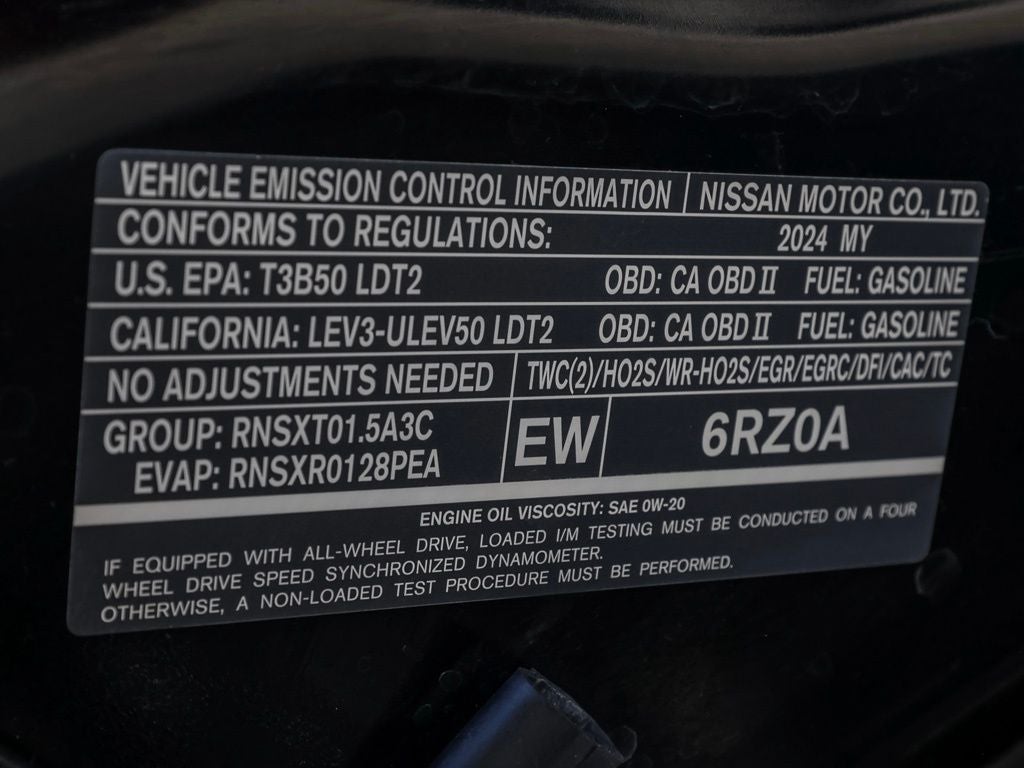 VEHICLE EMISSION CONTROL INFORMATION NISSAN MOTOR CO., LTD.
CONFORMS TO REGULATIONS: 2024 MY
U.S. EPA: T3B50 LDT2 OBD: CA OBD II FUEL: GASOLINE
CALIFORNIA: LEV3-ULEV50 LDT2 OBD: CA OBD II FUEL: GASOLINE
NO ADJUSTMENTS NEEDED TWC(2)/HO2S/WR-HO2S/EGR/EGRC/DFI/CAC/TC
GROUP: RNSXT01.5A3C
EVAP: RNSXR0128PEA
EW 6RZ0A
ENGINE OIL VISCOSITY: SAE 0W-20
IF EQUIPPED WITH ALL-WHEEL DRIVE, LOADED I/M TESTING MUST BE CONDUCTED ON A FOUR
WHEEL DRIVE SPEED SYNCHRONIZED DYNAMOMETER.
OTHERWISE, A NON-LOADED TEST PROCEDURE MUST BE PERFORMED.